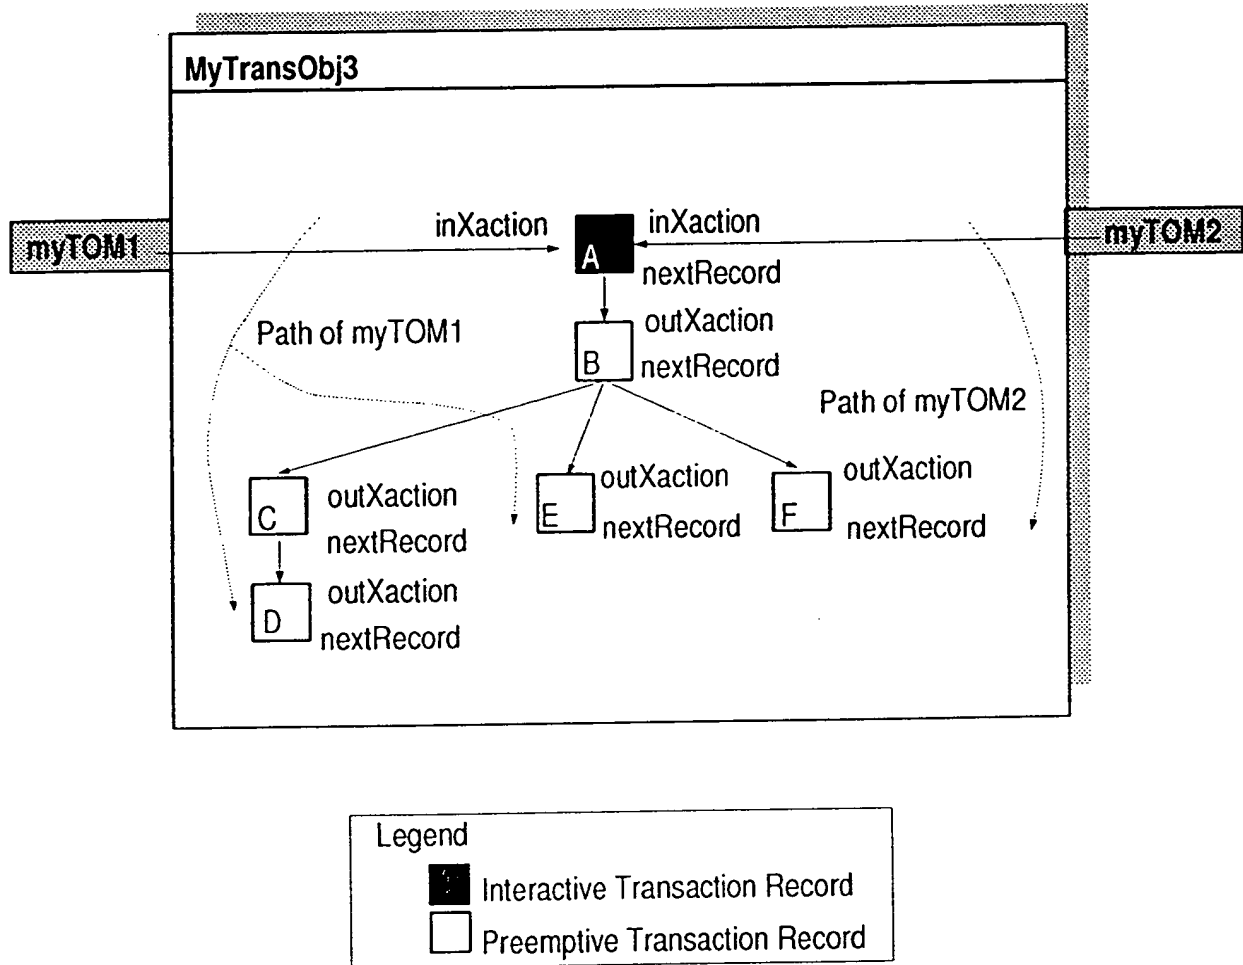 MyTransObj3
inXaction
inXaction
myTOM1
myTOM2
A
nextRecord
outXaction
Path of myTOM1
B
nextRecord
Path of myTOM2
outXaction
outXaction
outXaction
C
E
F
nextRecord
nextRecord
nextRecord
outXaction
D
nextRecord
Legend
Interactive Transaction Record
Preemptive Transaction Record